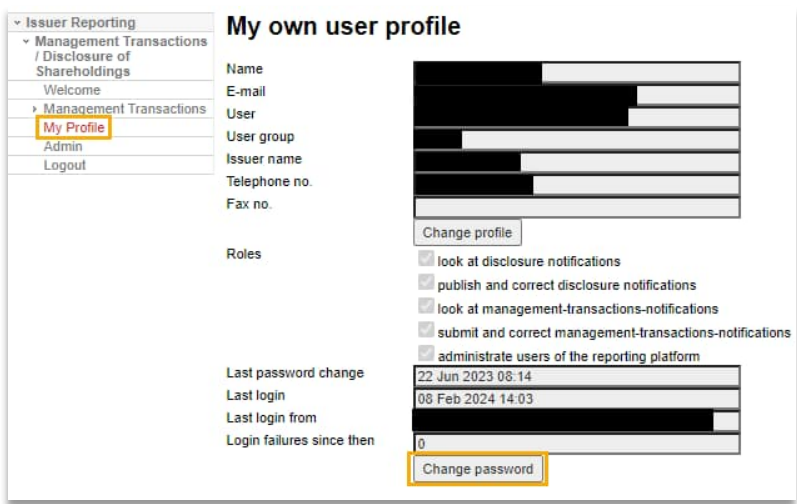 Issuer Reporting
Management Transactions
/ Disclosure of
Shareholdings
Welcome
Management Transactions
My Profile
Admin
Logout
My own user profile
Name
E-mail
User
User group
Issuer name
Telephone no.
Fax no.
Change profile
Roles
look at disclosure notifications
publish and correct disclosure notifications
look at management-transactions-notifications
submit and correct management-transactions-notifications
administrate users of the reporting platform
Last password change 22 Jun 2023 08:14
Last login 08 Feb 2024 14:03
Last login from
Login failures since then 0
Change password